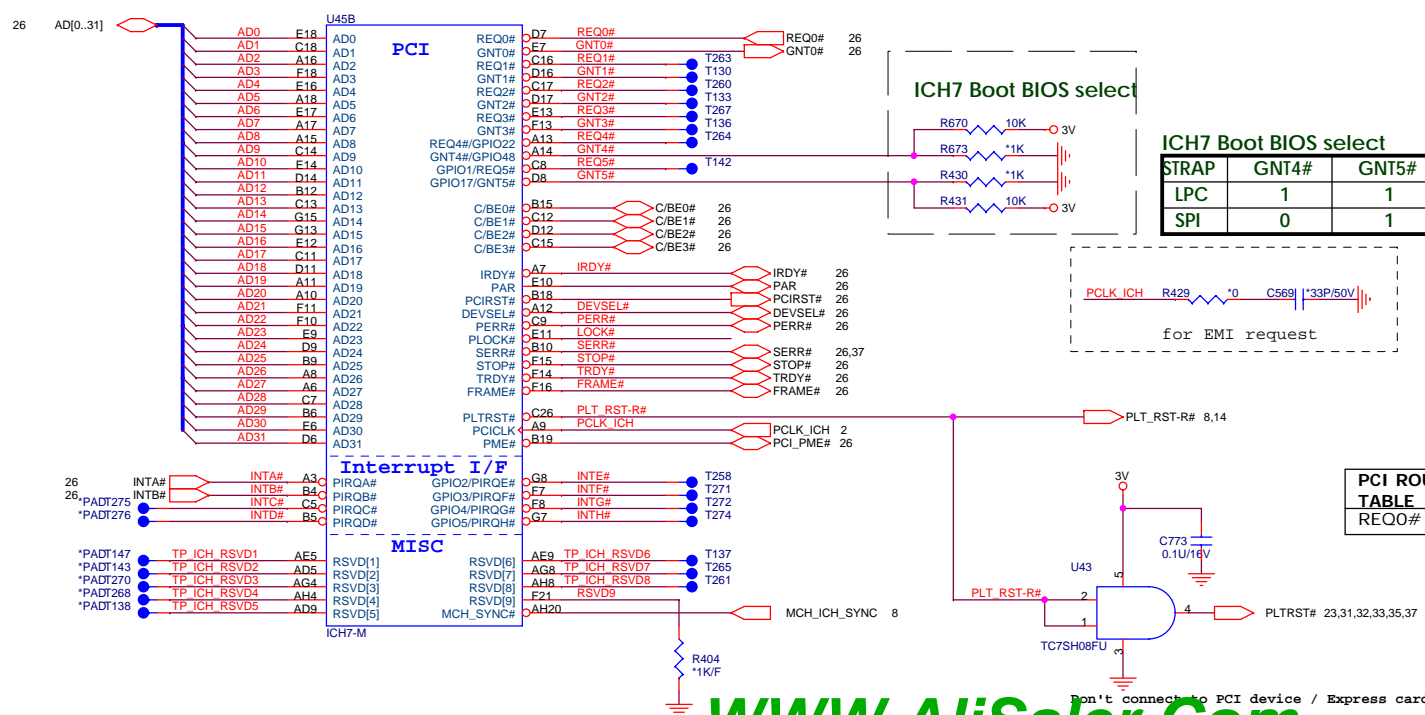 26 AD[0..31]
U45B
PCI
AD0 E18 AD0
AD1 C18 AD1
AD2 A16 AD2
AD3 F18 AD3
AD4 E16 AD4
AD5 A18 AD5
AD6 E17 AD6
AD7 A17 AD7
AD8 A15 AD8
AD9 C14 AD9
AD10 E14 AD10
AD11 D14 AD11
AD12 B12 AD12
AD13 C13 AD13
AD14 G15 AD14
AD15 G13 AD15
AD16 E12 AD16
AD17 C11 AD17
AD18 D11 AD18
AD19 A11 AD19
AD20 A10 AD20
AD21 F11 AD21
AD22 F10 AD22
AD23 E9 AD23
AD24 D9 AD24
AD25 B9 AD25
AD26 A8 AD26
AD27 A6 AD27
AD28 C7 AD28
AD29 B6 AD29
AD30 E6 AD30
AD31 D6 AD31
REQ0# D7 REQ0# REQ0# 26
GNT0# E7 GNT0# GNT0# 26
REQ1# C16 REQ1# T263
GNT1# D16 GNT1# T130
REQ2# C17 REQ2# T260
GNT2# D17 GNT2# T133
REQ3# E13 REQ3# T267
GNT3# F13 GNT3# T136
REQ4#/GPIO22 A13 REQ4# T264
GNT4#/GPIO48 A14 GNT4#
GPIO1/REQ5# C8 REQ5# T142
GPIO17/GNT5# D8 GNT5#
C/BE0# B15 C/BE0# 26
C/BE1# C12 C/BE1# 26
C/BE2# D12 C/BE2# 26
C/BE3# C15 C/BE3# 26
IRDY# A7 IRDY# IRDY# 26
PAR E10 PAR 26
PCIRST# B18 PCIRST# 26
DEVSEL# A12 DEVSEL# DEVSEL# 26
PERR# C9 PERR# PERR# 26
PLOCK# E11 LOCK#
SERR# B10 SERR# SERR# 26,37
STOP# F15 STOP# STOP# 26
TRDY# F14 TRDY# TRDY# 26
FRAME# F16 FRAME# FRAME# 26
PLTRST# C26 PLT_RST-R# PLT_RST-R# 8,14
PCICLK A9 PCLK_ICH PCLK_ICH 2
PME# B19 PCI_PME# 26
Interrupt I/F
26 INTA# INTA# A3 PIRQA#
26 INTB# INTB# B4 PIRQB#
*PADT275 INTC# C5 PIRQC#
*PADT276 INTD# B5 PIRQD#
GPIO2/PIRQE# G8 INTE# T258
GPIO3/PIRQF# F7 INTF# T271
GPIO4/PIRQG# F8 INTG# T272
GPIO5/PIRQH# G7 INTH# T274
MISC
*PADT147 TP_ICH_RSVD1 AE5 RSVD[1]
*PADT143 TP_ICH_RSVD2 AD5 RSVD[2]
*PADT270 TP_ICH_RSVD3 AG4 RSVD[3]
*PADT268 TP_ICH_RSVD4 AH4 RSVD[4]
*PADT138 TP_ICH_RSVD5 AD9 RSVD[5]
RSVD[6] AE9 TP_ICH_RSVD6 T137
RSVD[7] AG8 TP_ICH_RSVD7 T265
RSVD[8] AH8 TP_ICH_RSVD8 T261
RSVD[9] F21 RSVD9
MCH_SYNC# AH20 MCH_ICH_SYNC 8
ICH7-M
R404
*1K/F
ICH7 Boot BIOS select
R670 10K 3V
R673 *1K
R430 *1K
R431 10K 3V
ICH7 Boot BIOS select
STRAP GNT4# GNT5#
LPC 1 1
SPI 0 1
PCLK_ICH R429 *0 C569 *33P/50V
for EMI request
3V
C773
0.1U/16V
U43
5
PLT_RST-R# 2
1
4 PLTRST# 23,31,32,33,35,37
TC7SH08FU 3
PCI ROU
TABLE
REQ0#
Don't connect to PCI device / Express card
WWW.AliSaler.Com